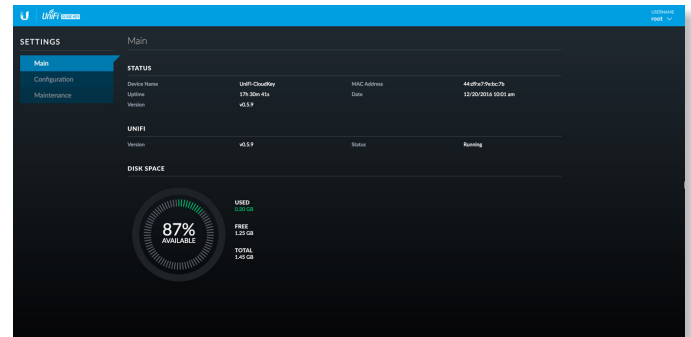 U UniFi CLOUD KEY
USERNAME
root
SETTINGS
Main
Configuration
Maintenance
Main
STATUS
Device Name UniFi-CloudKey MAC Address 44:d9:e7:9e:bc:7b
Uptime 17h 30m 41s Date 12/20/2016 10:01 am
Version v0.5.9
UNIFI
Version v0.5.9 Status Running
DISK SPACE
87%
AVAILABLE
USED
0.20 GB
FREE
1.25 GB
TOTAL
1.45 GB